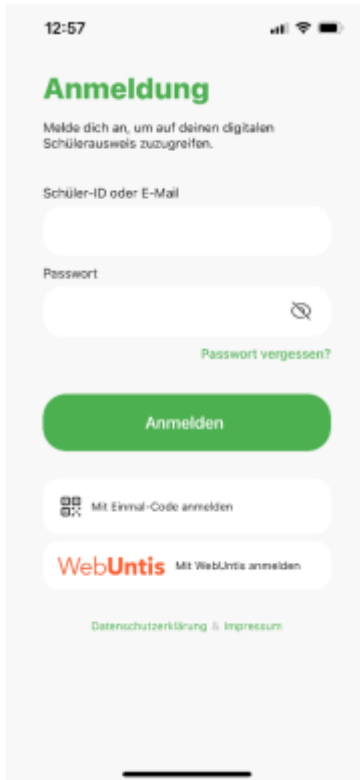 12:57
Anmeldung
Melde dich an, um auf deinen digitalen
Schülerausweis zuzugreifen.
Schüler-ID oder E-Mail
Passwort
Passwort vergessen?
Anmelden
Mit Einmal-Code anmelden
WebUntis Mit WebUntis anmelden
Datenschutzerklärung & Impressum